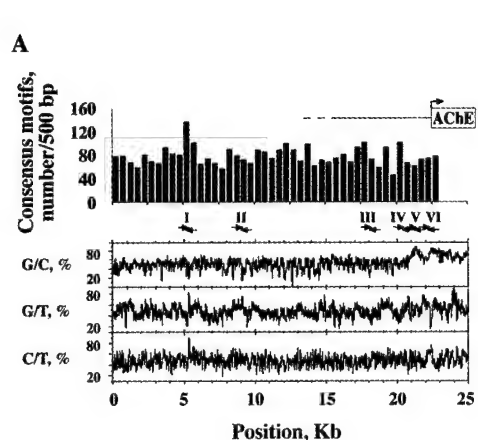 A
Consensus motifs,
number/500 bp
160
120
80
40
0
AChE
I II III IV V VI
G/C, %
80
20
G/T, %
80
20
C/T, %
80
20
0 5 10 15 20 25
Position, Kb